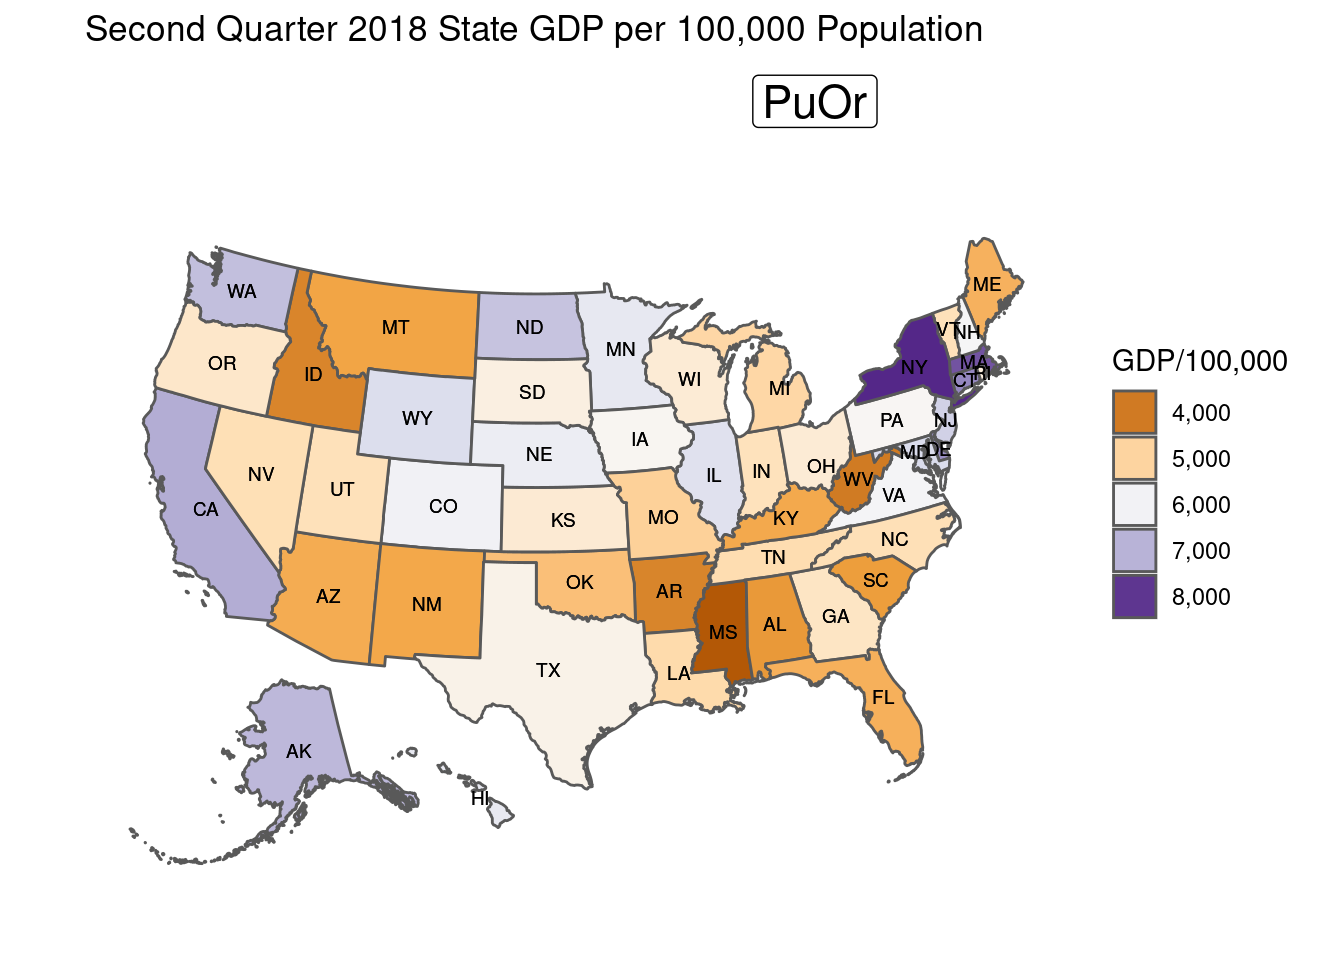 Second Quarter 2018 State GDP per 100,000 Population
PuOr
WA
MT
ND
MN
ME
VT
NH
OR
ID
SD
WI
MI
NY
MA
CT
RI
WY
NE
IA
PA
NJ
NV
UT
CO
KS
IL
IN
OH
MD
DE
WV
VA
CA
MO
KY
NC
TN
AZ
NM
OK
AR
SC
MS
AL
GA
TX
LA
FL
AK
HI
GDP/100,000
4,000
5,000
6,000
7,000
8,000